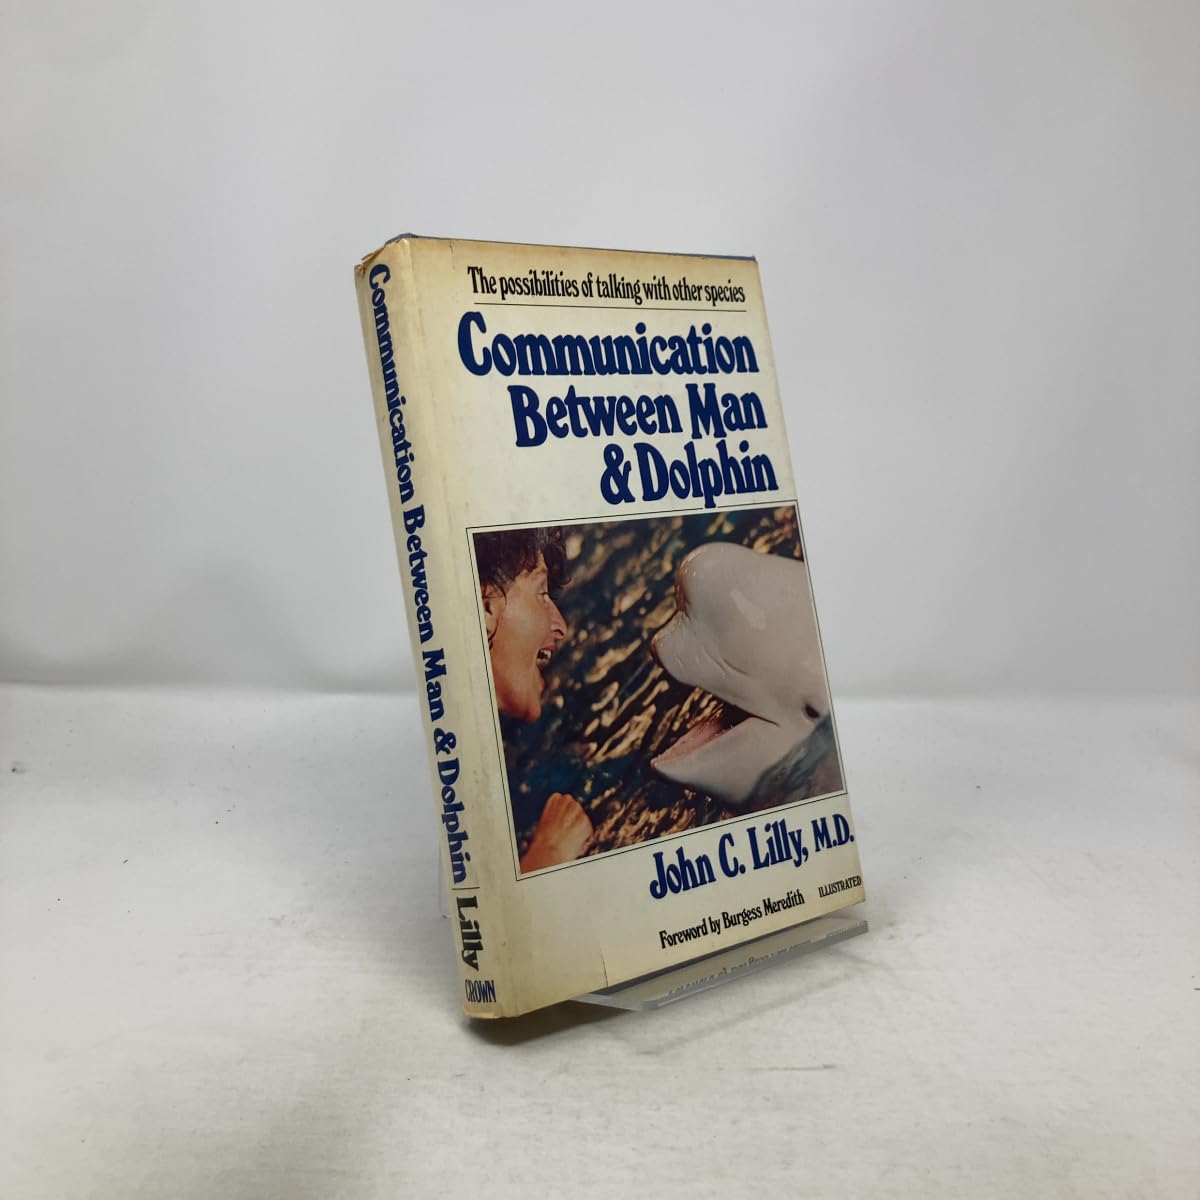 The possibilities of talking with other species
Communication
Between Man
& Dolphin
John C. Lilly, M.D.
Foreword by Burgess Meredith ILLUSTRATED
Communication Between Man & Dolphin Lilly CROWN